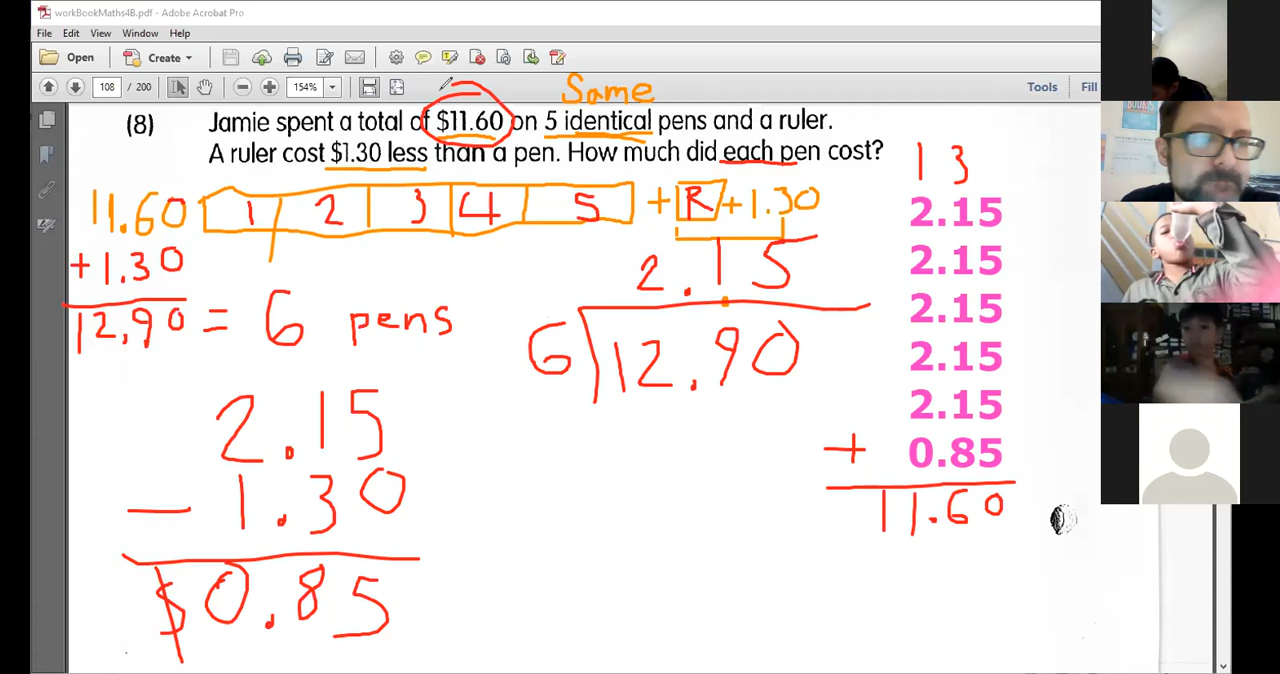 workBookMaths4B.pdf - Adobe Acrobat Pro
File Edit View Window Help
Open Create
108 / 200 154% Tools Fill
Same
(8) Jamie spent a total of $11.60 on 5 identical pens and a ruler.
A ruler cost $1.30 less than a pen. How much did each pen cost?
11.60 1 2 3 4 5 + R +1.30
+1.30
12.90 = 6 pens
2.15
6 12.90
2.15
- 1.30
$0.85
1 3
2.15
2.15
2.15
2.15
2.15
+ 0.85
11.60